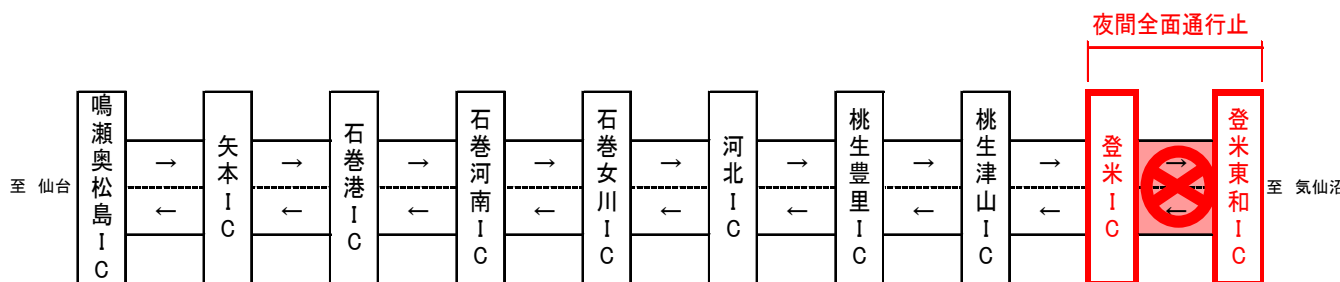 夜間全面通行止
至 仙台
鳴瀬奥松島IC
→
←
矢本IC
→
←
石巻港IC
→
←
石巻河南IC
→
←
石巻女川IC
→
←
河北IC
→
←
桃生豊里IC
→
←
桃生津山IC
→
←
登米IC
→
←
登米東和IC
至 気仙沼